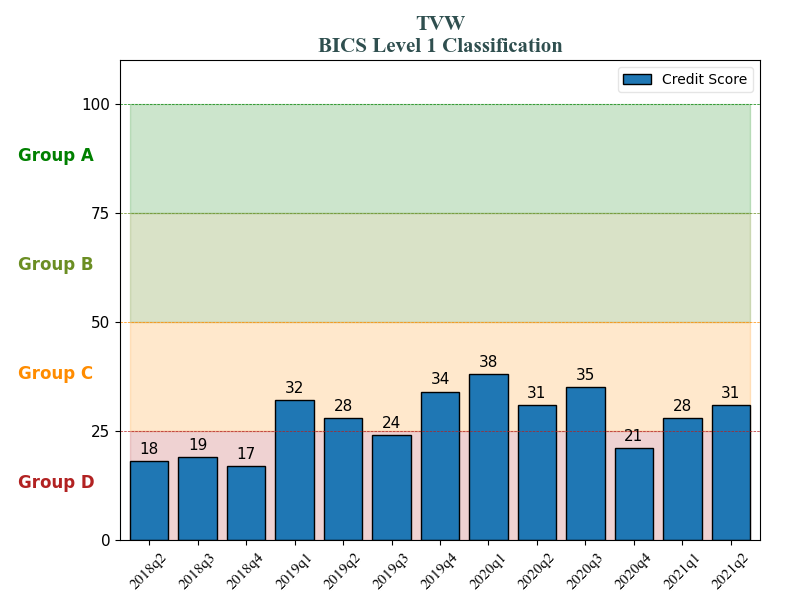 TVW
BICS Level 1 Classification
Credit Score
100
Group A
75
Group B
50
Group C
25
Group D
0
18
19
17
32
28
24
34
38
31
35
21
28
31
2018q2
2018q3
2018q4
2019q1
2019q2
2019q3
2019q4
2020q1
2020q2
2020q3
2020q4
2021q1
2021q2